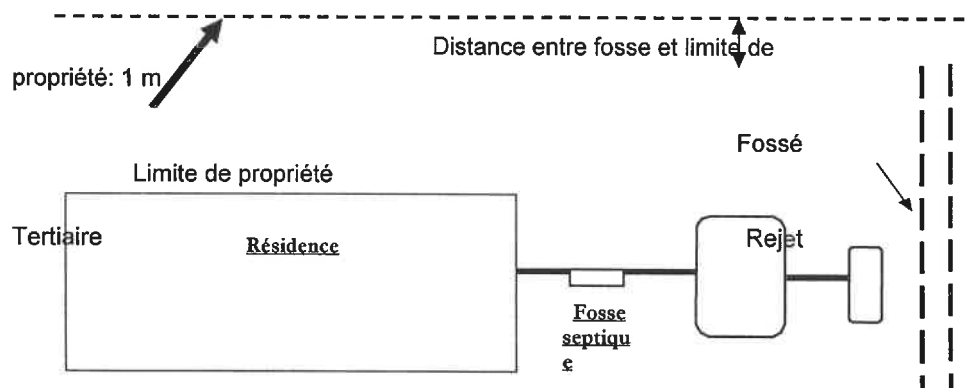 Distance entre fosse et limite de
propriété: 1 m
Fossé
Limite de propriété
Tertiaire
Résidence
Rejet
Fosse
septiqu
e